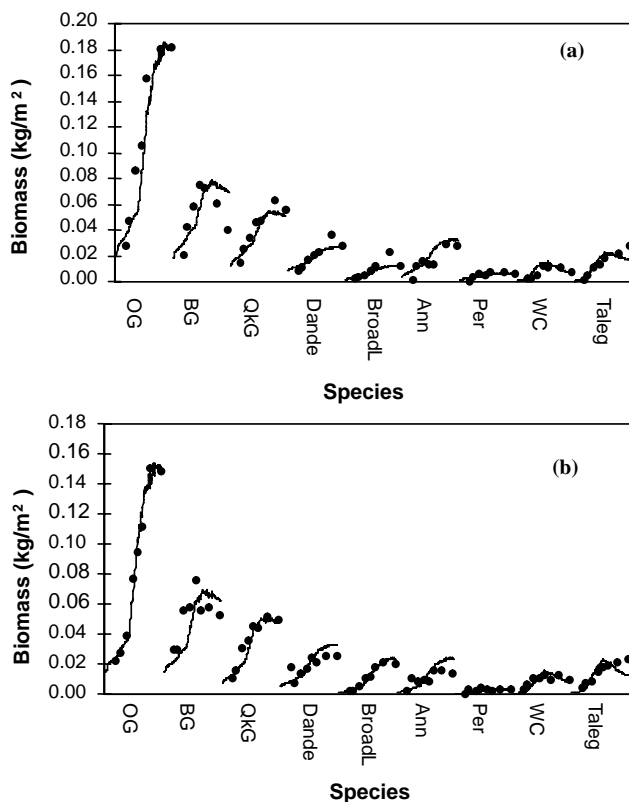 (a)
Biomass (kg/m²)
0.20
0.18
0.16
0.14
0.12
0.10
0.08
0.06
0.04
0.02
0.00
OG
BG
QkG
Dande
BroadL
Ann
Per
WC
Taleg
Species
(b)
Biomass (kg/m²)
0.18
0.16
0.14
0.12
0.10
0.08
0.06
0.04
0.02
0.00
OG
BG
QkG
Dande
BroadL
Ann
Per
WC
Taleg
Species